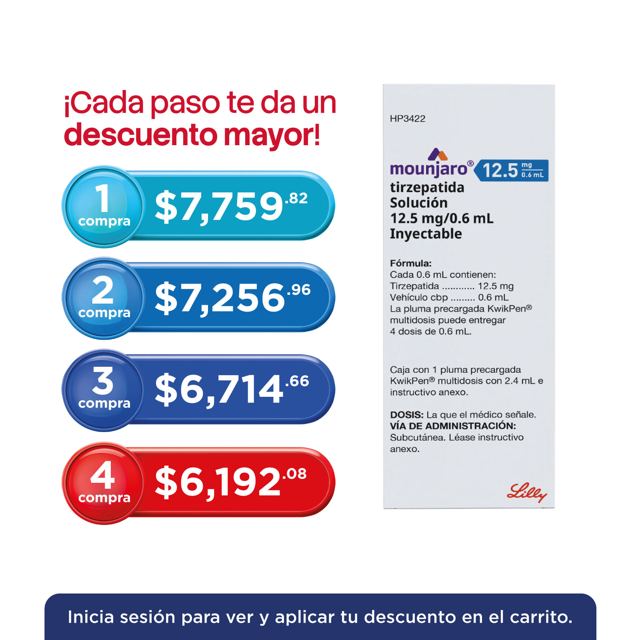 ¡Cada paso te da un
descuento mayor!
1
compra
$7,759.82
2
compra
$7,256.96
3
compra
$6,714.66
4
compra
$6,192.08
HP3422
mounjaro® 12.5 mg
0.6 mL
tirzepatida
Solución
12.5 mg/0.6 mL
Inyectable
Fórmula:
Cada 0.6 mL contienen:
Tirzepatida ............ 12.5 mg
Vehículo cbp ......... 0.6 mL
La pluma precargada KwikPen®
multidosis puede entregar
4 dosis de 0.6 mL.
Caja con 1 pluma precargada
KwikPen® multidosis con 2.4 mL e
instructivo anexo.
DOSIS: La que el médico señale.
VÍA DE ADMINISTRACIÓN:
Subcutánea. Léase instructivo
anexo.
Lilly
Inicia sesión para ver y aplicar tu descuento en el carrito.